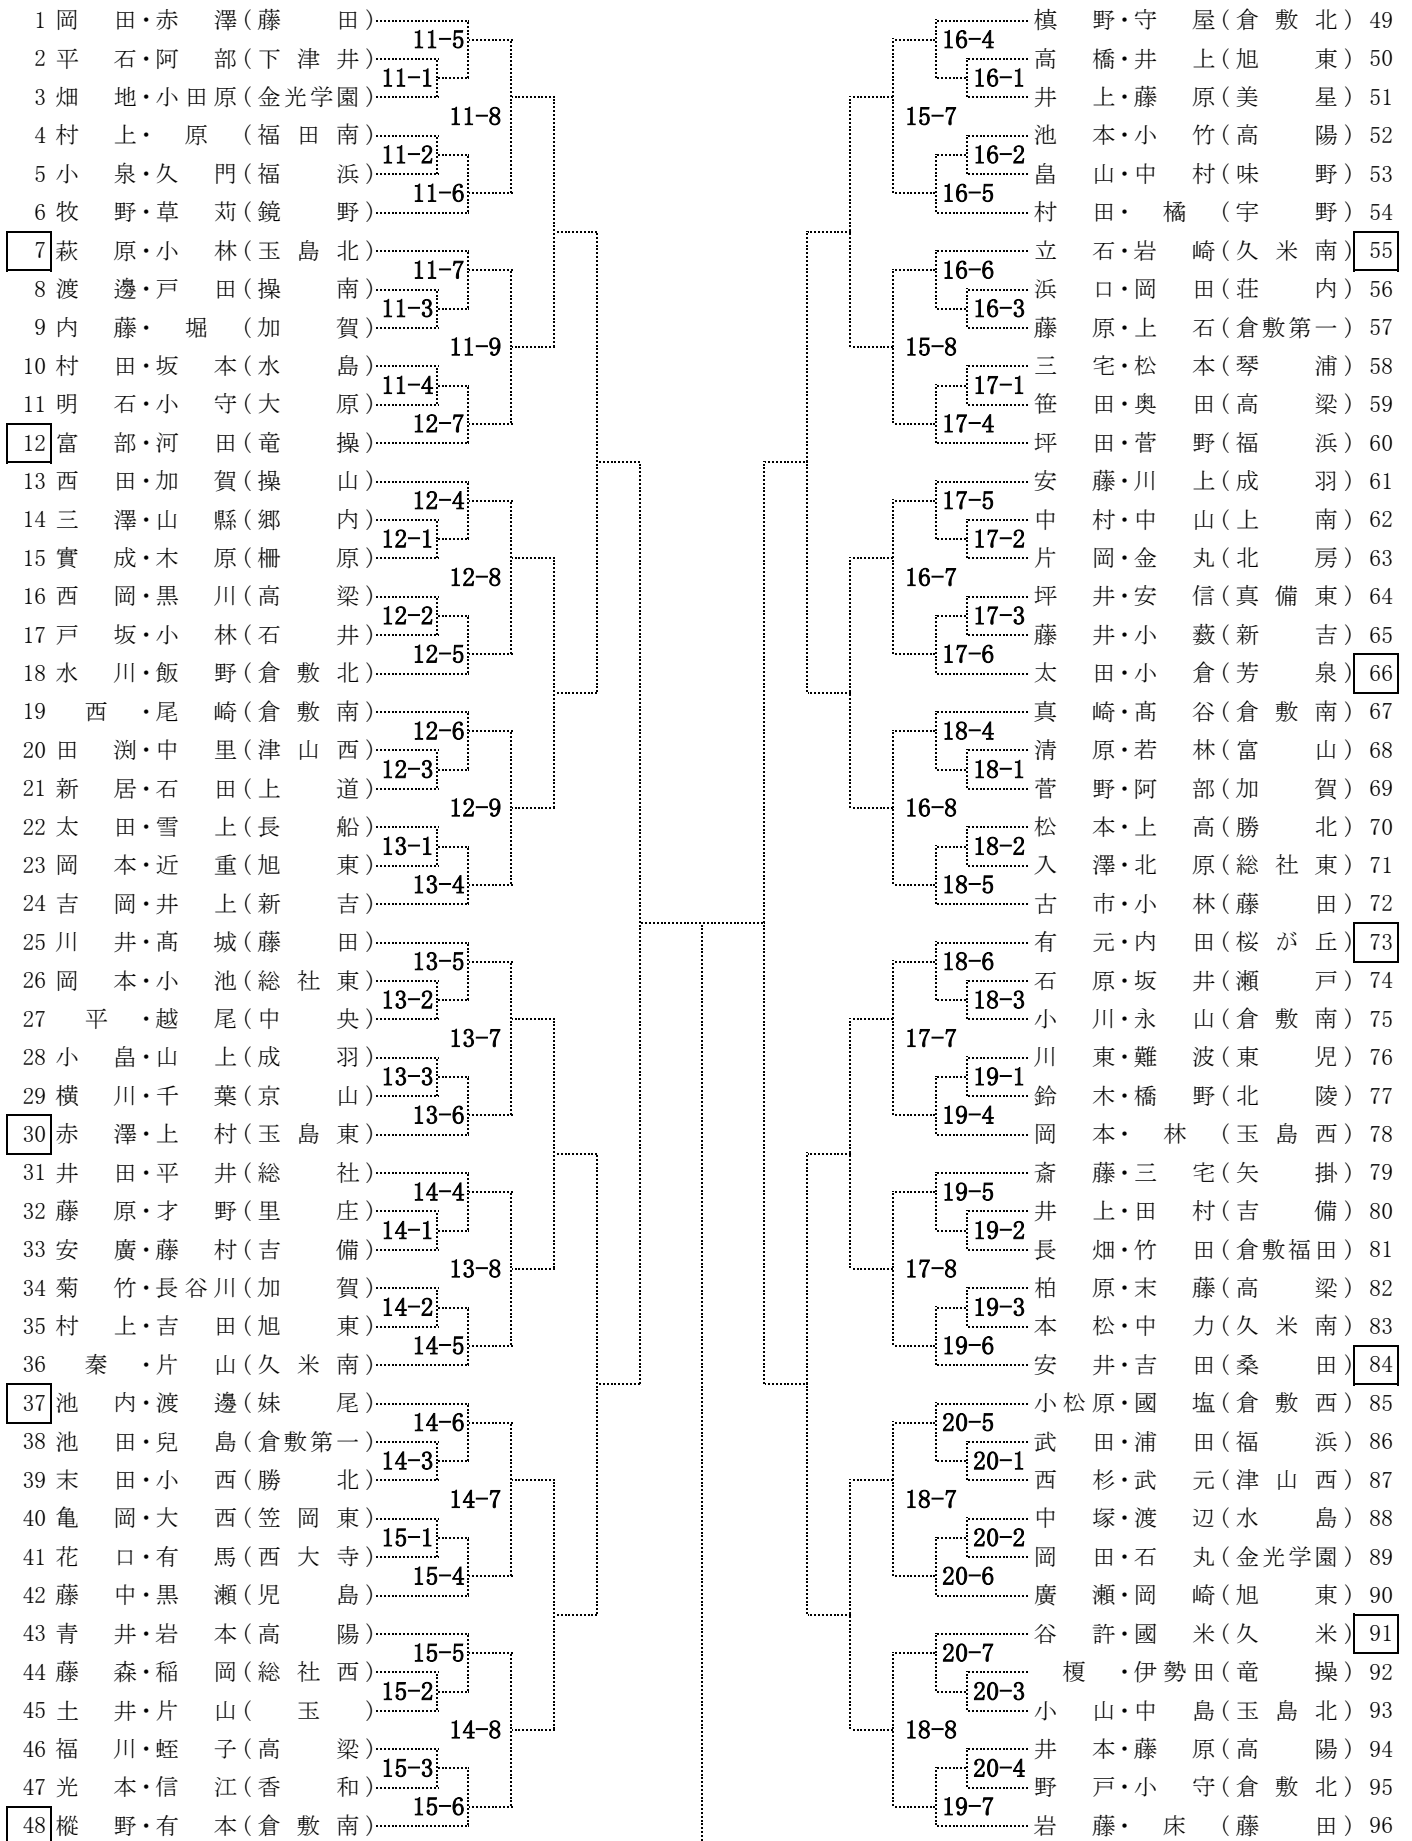 1 岡田・赤澤(藤田)
11-5
2 平石・阿部(下津井)
11-1
3 畑地・小田原(金光学園)
11-8
4 村上・原(福田南)
11-2
5 小泉・久門(福浜)
11-6
6 牧野・草苅(鏡野)
7 萩原・小林(玉島北)
11-7
8 渡邊・戸田(操南)
11-3
9 内藤・堀(加賀)
11-9
10 村田・坂本(水島)
11-4
11 明石・小守(大原)
12-7
12 富部・河田(竜操)
13 西田・加賀(操山)
12-4
14 三澤・山縣(郷内)
12-1
15 實成・木原(柵原)
12-8
16 西岡・黒川(高梁)
12-2
17 戸坂・小林(石井)
12-5
18 水川・飯野(倉敷北)
19 西・尾崎(倉敷南)
12-6
20 田渕・中里(津山西)
12-3
21 新居・石田(上道)
12-9
22 太田・雪上(長船)
13-1
23 岡本・近重(旭東)
13-4
24 吉岡・井上(新吉)
25 川井・髙城(藤田)
13-5
26 岡本・小池(総社東)
13-2
27 平・越尾(中央)
13-7
28 小畠・山上(成羽)
13-3
29 横川・千葉(京山)
13-6
30 赤澤・上村(玉島東)
31 井田・平井(総社)
14-4
32 藤原・才野(里庄)
14-1
33 安廣・藤村(吉備)
13-8
34 菊竹・長谷川(加賀)
14-2
35 村上・吉田(旭東)
14-5
36 秦・片山(久米南)
37 池内・渡邊(妹尾)
14-6
38 池田・兒島(倉敷第一)
14-3
39 末田・小西(勝北)
14-7
40 亀岡・大西(笠岡東)
15-1
41 花口・有馬(西大寺)
15-4
42 藤中・黒瀬(児島)
43 青井・岩本(高陽)
15-5
44 藤森・稲岡(総社西)
15-2
45 土井・片山(玉)
14-8
46 福川・蛭子(高梁)
15-3
47 光本・信江(香和)
15-6
48 樅野・有本(倉敷南)
槙野・守屋(倉敷北) 49
16-4
高橋・井上(旭東) 50
16-1
井上・藤原(美星) 51
15-7
池本・小竹(高陽) 52
16-2
畠山・中村(味野) 53
16-5
村田・橘(宇野) 54
立石・岩崎(久米南) 55
16-6
浜口・岡田(荘内) 56
16-3
藤原・上石(倉敷第一) 57
15-8
三宅・松本(琴浦) 58
17-1
笹田・奥田(高梁) 59
17-4
坪田・菅野(福浜) 60
安藤・川上(成羽) 61
17-5
中村・中山(上南) 62
17-2
片岡・金丸(北房) 63
16-7
坪井・安信(真備東) 64
17-3
藤井・小薮(新吉) 65
17-6
太田・小倉(芳泉) 66
真崎・髙谷(倉敷南) 67
18-4
清原・若林(富山) 68
18-1
菅野・阿部(加賀) 69
16-8
松本・上高(勝北) 70
18-2
入澤・北原(総社東) 71
18-5
古市・小林(藤田) 72
有元・内田(桜が丘) 73
18-6
石原・坂井(瀬戸) 74
18-3
小川・永山(倉敷南) 75
17-7
川東・難波(東児) 76
19-1
鈴木・橋野(北陵) 77
19-4
岡本・林(玉島西) 78
斎藤・三宅(矢掛) 79
19-5
井上・田村(吉備) 80
19-2
長畑・竹田(倉敷福田) 81
17-8
柏原・末藤(高梁) 82
19-3
本松・中力(久米南) 83
19-6
安井・吉田(桑田) 84
小松原・國塩(倉敷西) 85
20-5
武田・浦田(福浜) 86
20-1
西杉・武元(津山西) 87
18-7
中塚・渡辺(水島) 88
20-2
岡田・石丸(金光学園) 89
20-6
廣瀬・岡崎(旭東) 90
谷許・國米(久米) 91
20-7
榎・伊勢田(竜操) 92
20-3
小山・中島(玉島北) 93
18-8
井本・藤原(高陽) 94
20-4
野戸・小守(倉敷北) 95
19-7
岩藤・床(藤田) 96